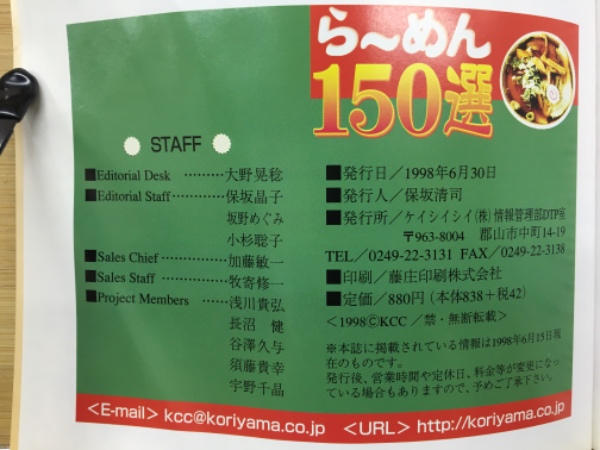 ら～めん
150選
STAFF
■Editorial Desk ………大野晃稔
■Editorial Staff………保坂晶子
坂野めぐみ
小杉聡子
■Sales Chief …………加藤敏一
■Sales Staff …………牧寄修一
■Project Members ……浅川貴弘
長沼 健
谷澤久与
須藤貴幸
宇野千晶
■発行日／1998年6月30日
■発行人／保坂清司
■発行所／ケイシイシイ(株)情報管理部DTP室
〒963-8004 郡山市中町14-19
TEL／0249-22-3131 FAX／0249-22-3138
■印刷／藤庄印刷株式会社
■定価／880円（本体838＋税42）
＜1998ⒸKCC ／禁・無断転載＞
※本誌に掲載されている情報は1998年6月15日現
在のものです。
発行後、営業時間や定休日、料金等が変更になっ
ている場合もありますので、予めご了承下さい。
＜E-mail＞ kcc@koriyama.co.jp ＜URL＞ http://koriyama.co.jp